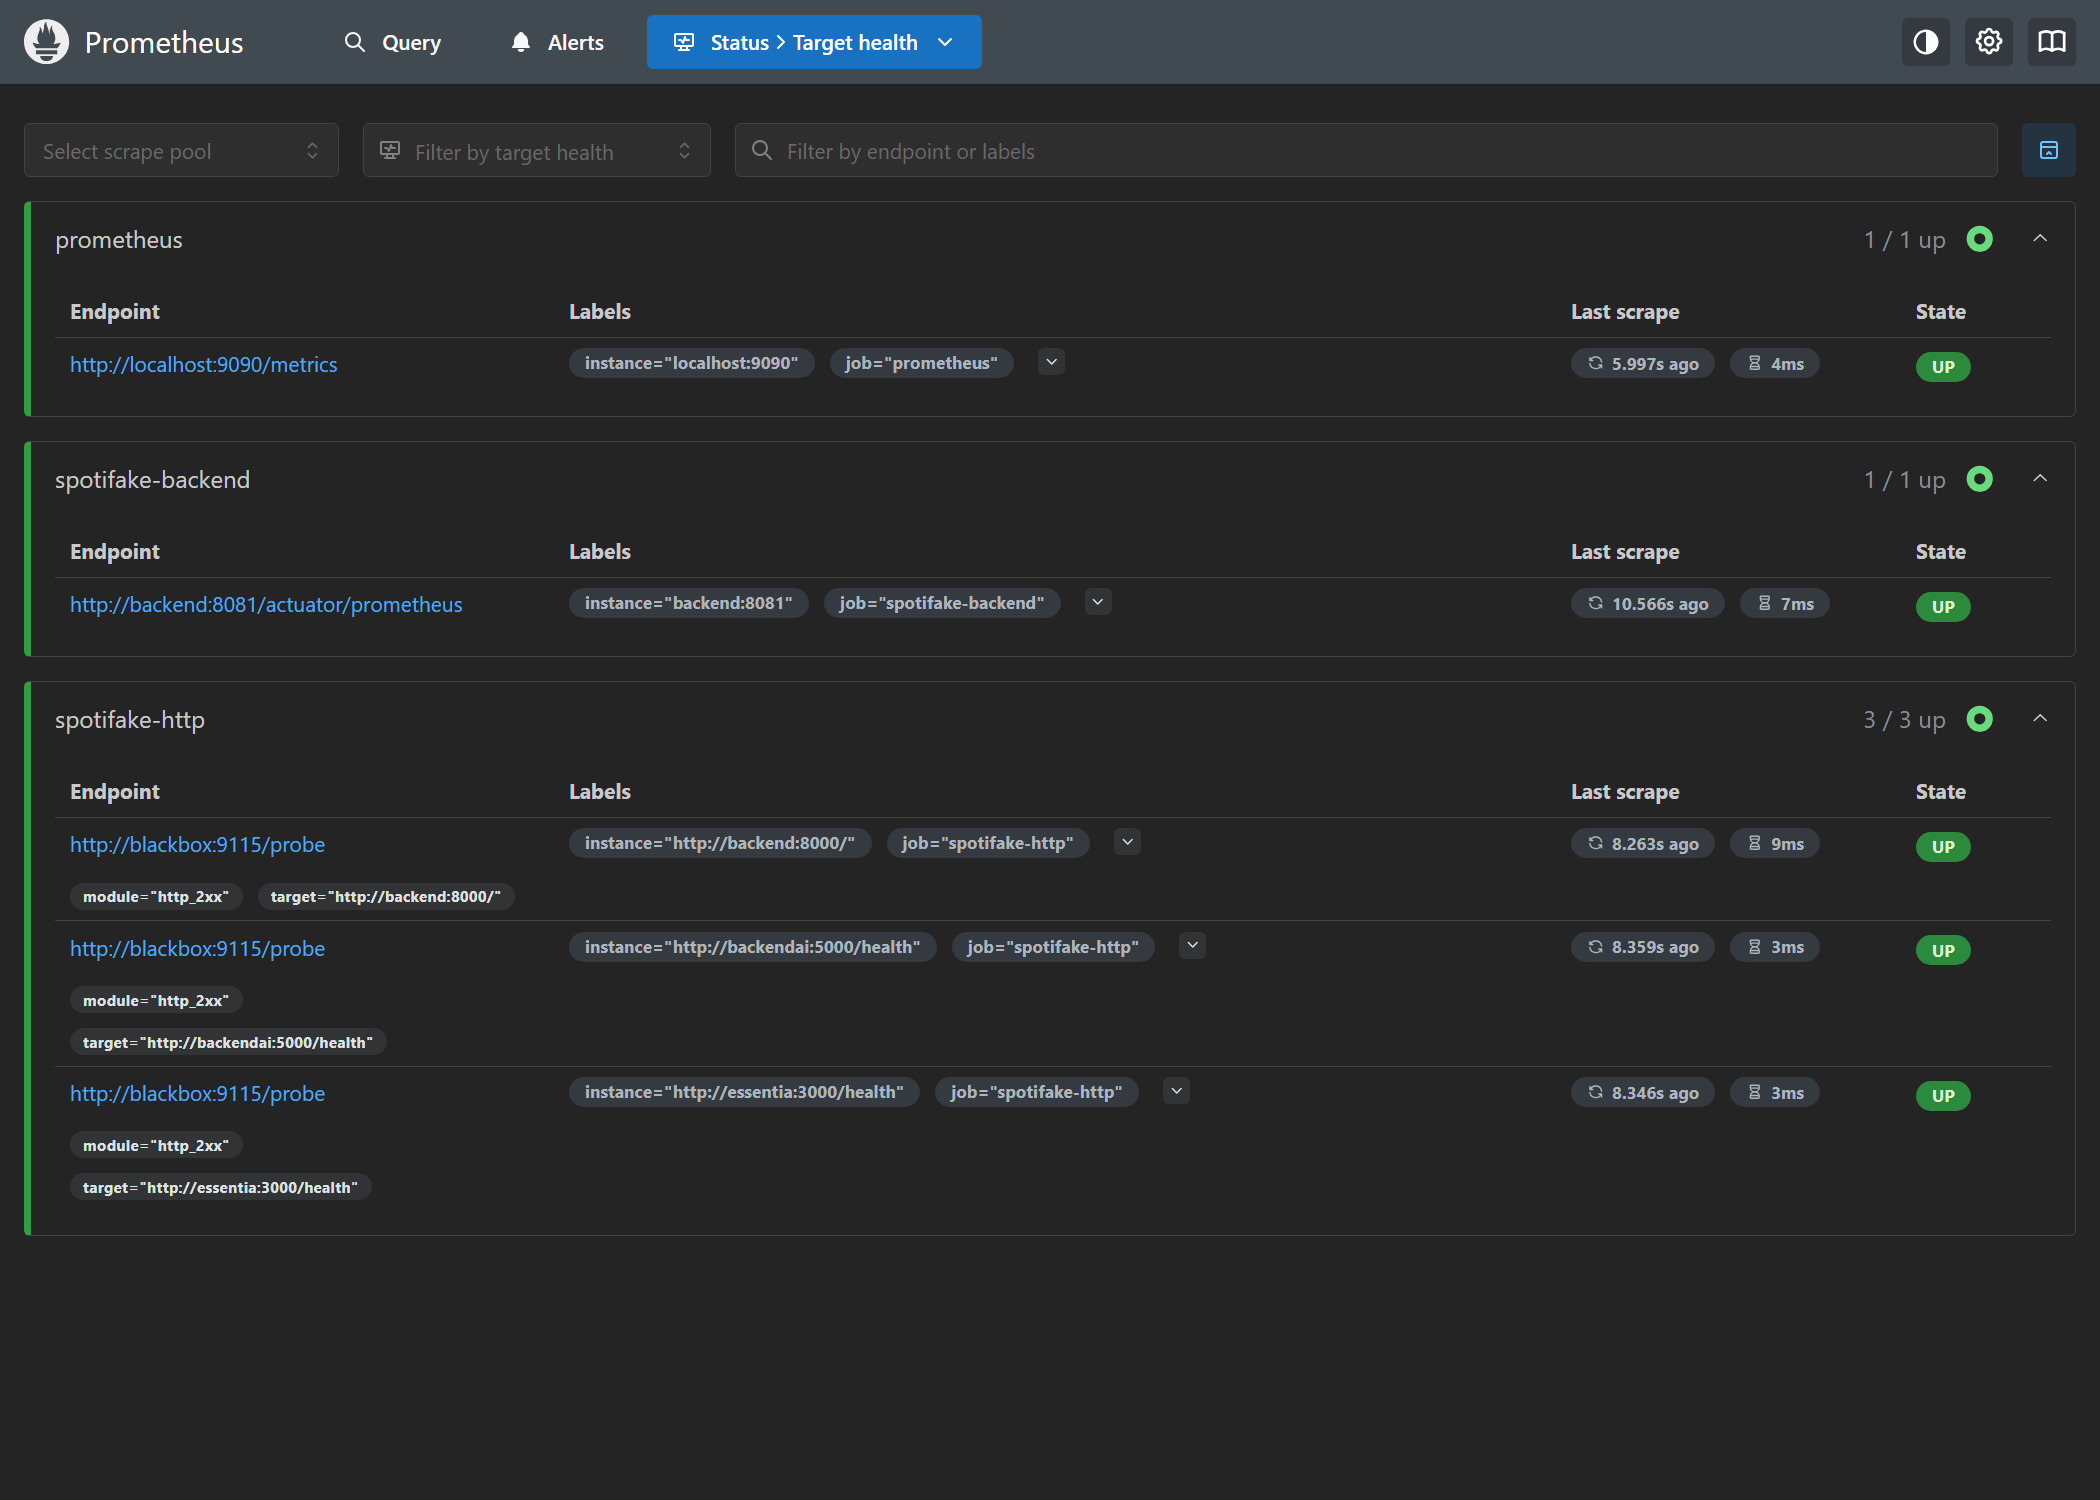 Prometheus Query Alerts Status > Target health
Select scrape pool Filter by target health Filter by endpoint or labels
prometheus 1 / 1 up
Endpoint Labels Last scrape State
http://localhost:9090/metrics instance="localhost:9090" job="prometheus" 5.997s ago 4ms UP
spotifake-backend 1 / 1 up
Endpoint Labels Last scrape State
http://backend:8081/actuator/prometheus instance="backend:8081" job="spotifake-backend" 10.566s ago 7ms UP
spotifake-http 3 / 3 up
Endpoint Labels Last scrape State
http://blackbox:9115/probe instance="http://backend:8000/" job="spotifake-http" 8.263s ago 9ms UP
module="http_2xx" target="http://backend:8000/"
http://blackbox:9115/probe instance="http://backendai:5000/health" job="spotifake-http" 8.359s ago 3ms UP
module="http_2xx"
target="http://backendai:5000/health"
http://blackbox:9115/probe instance="http://essentia:3000/health" job="spotifake-http" 8.346s ago 3ms UP
module="http_2xx"
target="http://essentia:3000/health"